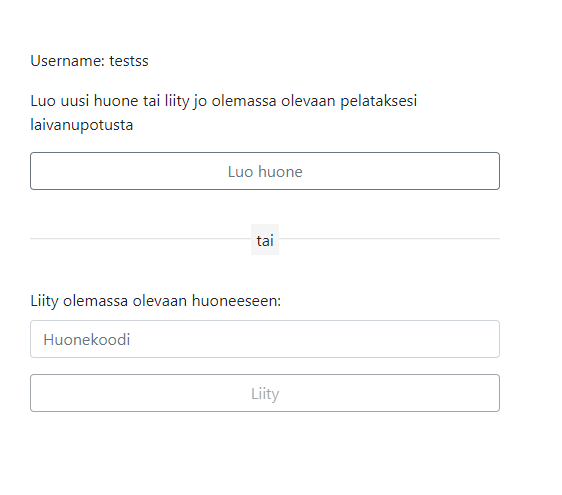 Username: testss
Luo uusi huone tai liity jo olemassa olevaan pelataksesi
laivanupotusta
Luo huone
tai
Liity olemassa olevaan huoneeseen:
Huonekoodi
Liity